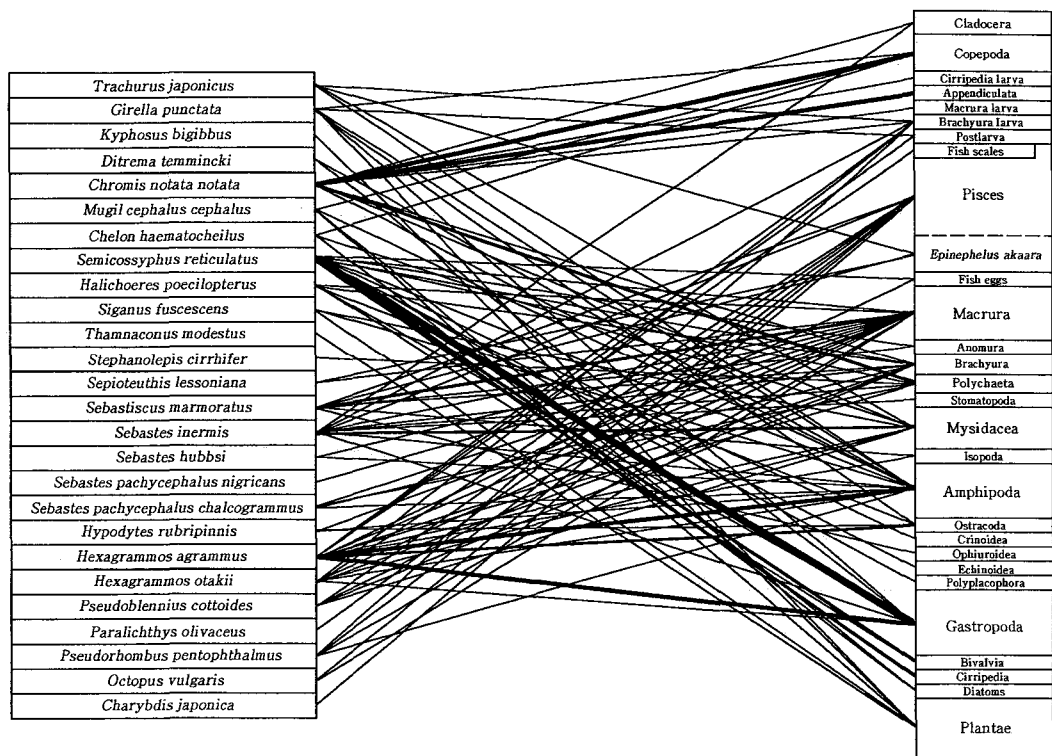 Trachurus japonicus
Girella punctata
Kyphosus bigibbus
Ditrema temmincki
Chromis notata notata
Mugil cephalus cephalus
Chelon haematocheilus
Semicossyphus reticulatus
Halichoeres poecilopterus
Siganus fuscescens
Thamnaconus modestus
Stephanolepis cirrhifer
Sepioteuthis lessoniana
Sebastiscus marmoratus
Sebastes inermis
Sebastes hubbsi
Sebastes pachycephalus nigricans
Sebastes pachycephalus chalcogrammus
Hypodytes rubripinnis
Hexagrammos agrammus
Hexagrammos otakii
Pseudoblennius cottoides
Paralichthys olivaceus
Pseudorhombus pentophthalmus
Octopus vulgaris
Charybdis japonica
Cladocera
Copepoda
Cirripedia larva
Appendiculata
Macrura larva
Brachyura larva
Postlarva
Fish scales
Pisces
Epinephelus akaara
Fish eggs
Macrura
Anomura
Brachyura
Polychaeta
Stomatopoda
Mysidacea
Isopoda
Amphipoda
Ostracoda
Crinoidea
Ophiuroidea
Echinoidea
Polyplacophora
Gastropoda
Bivalvia
Cirripedia
Diatoms
Plantae